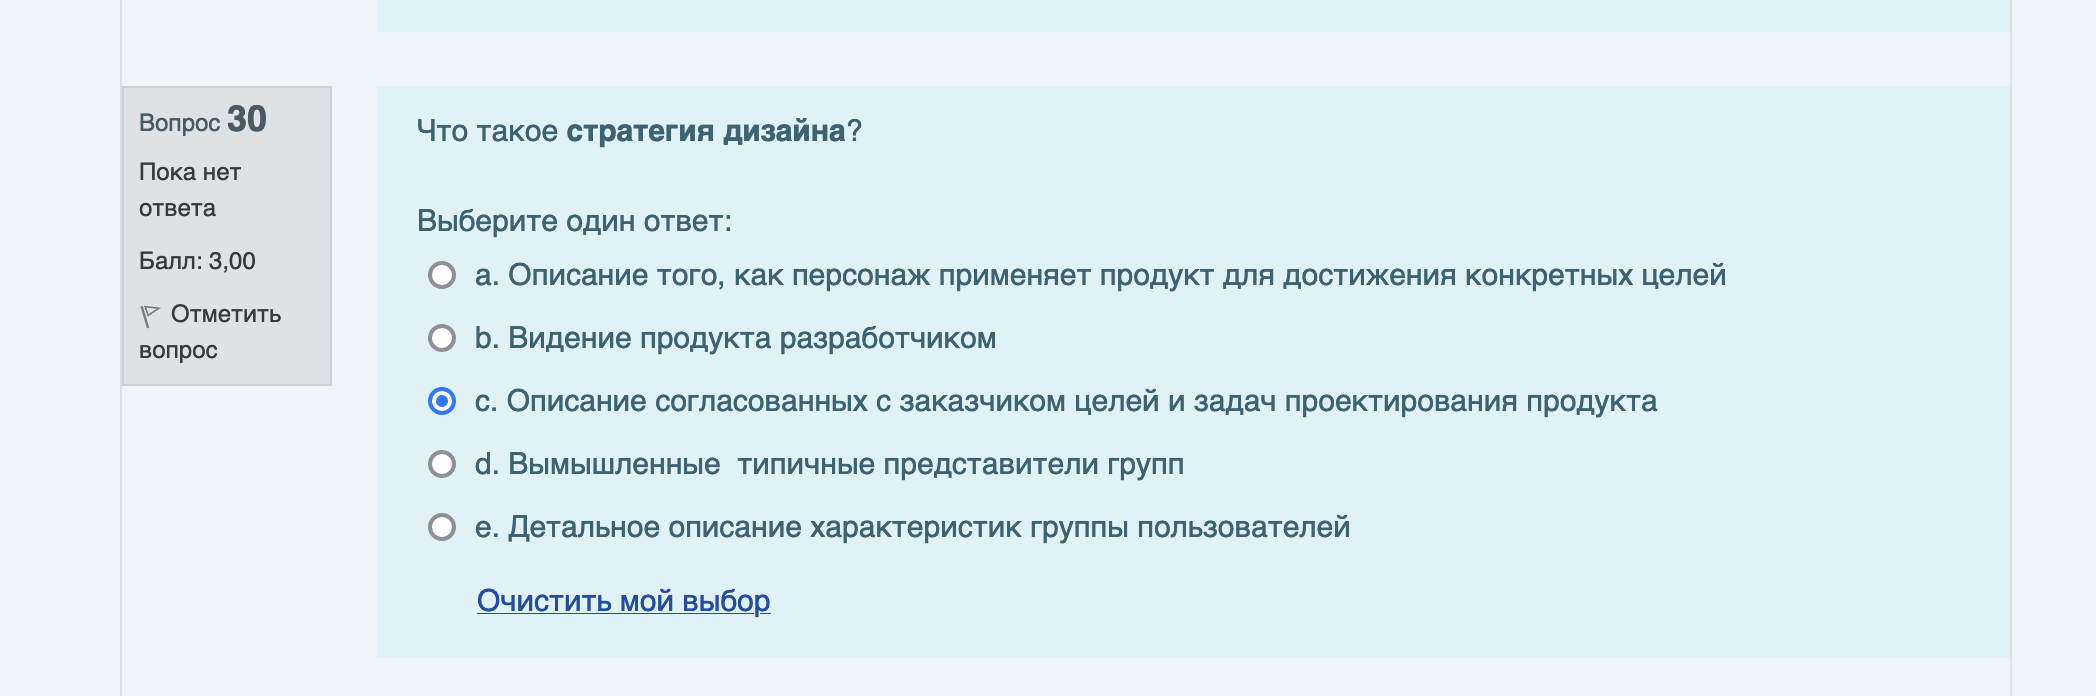 Вопрос 30
Пока нет
ответа
Балл: 3,00
Отметить
вопрос
Что такое стратегия дизайна?
Выберите один ответ:
a. Описание того, как персонаж применяет продукт для достижения конкретных целей
b. Видение продукта разработчиком
c. Описание согласованных с заказчиком целей и задач проектирования продукта
d. Вымышленные  типичные представители групп
e. Детальное описание характеристик группы пользователей
Очистить мой выбор